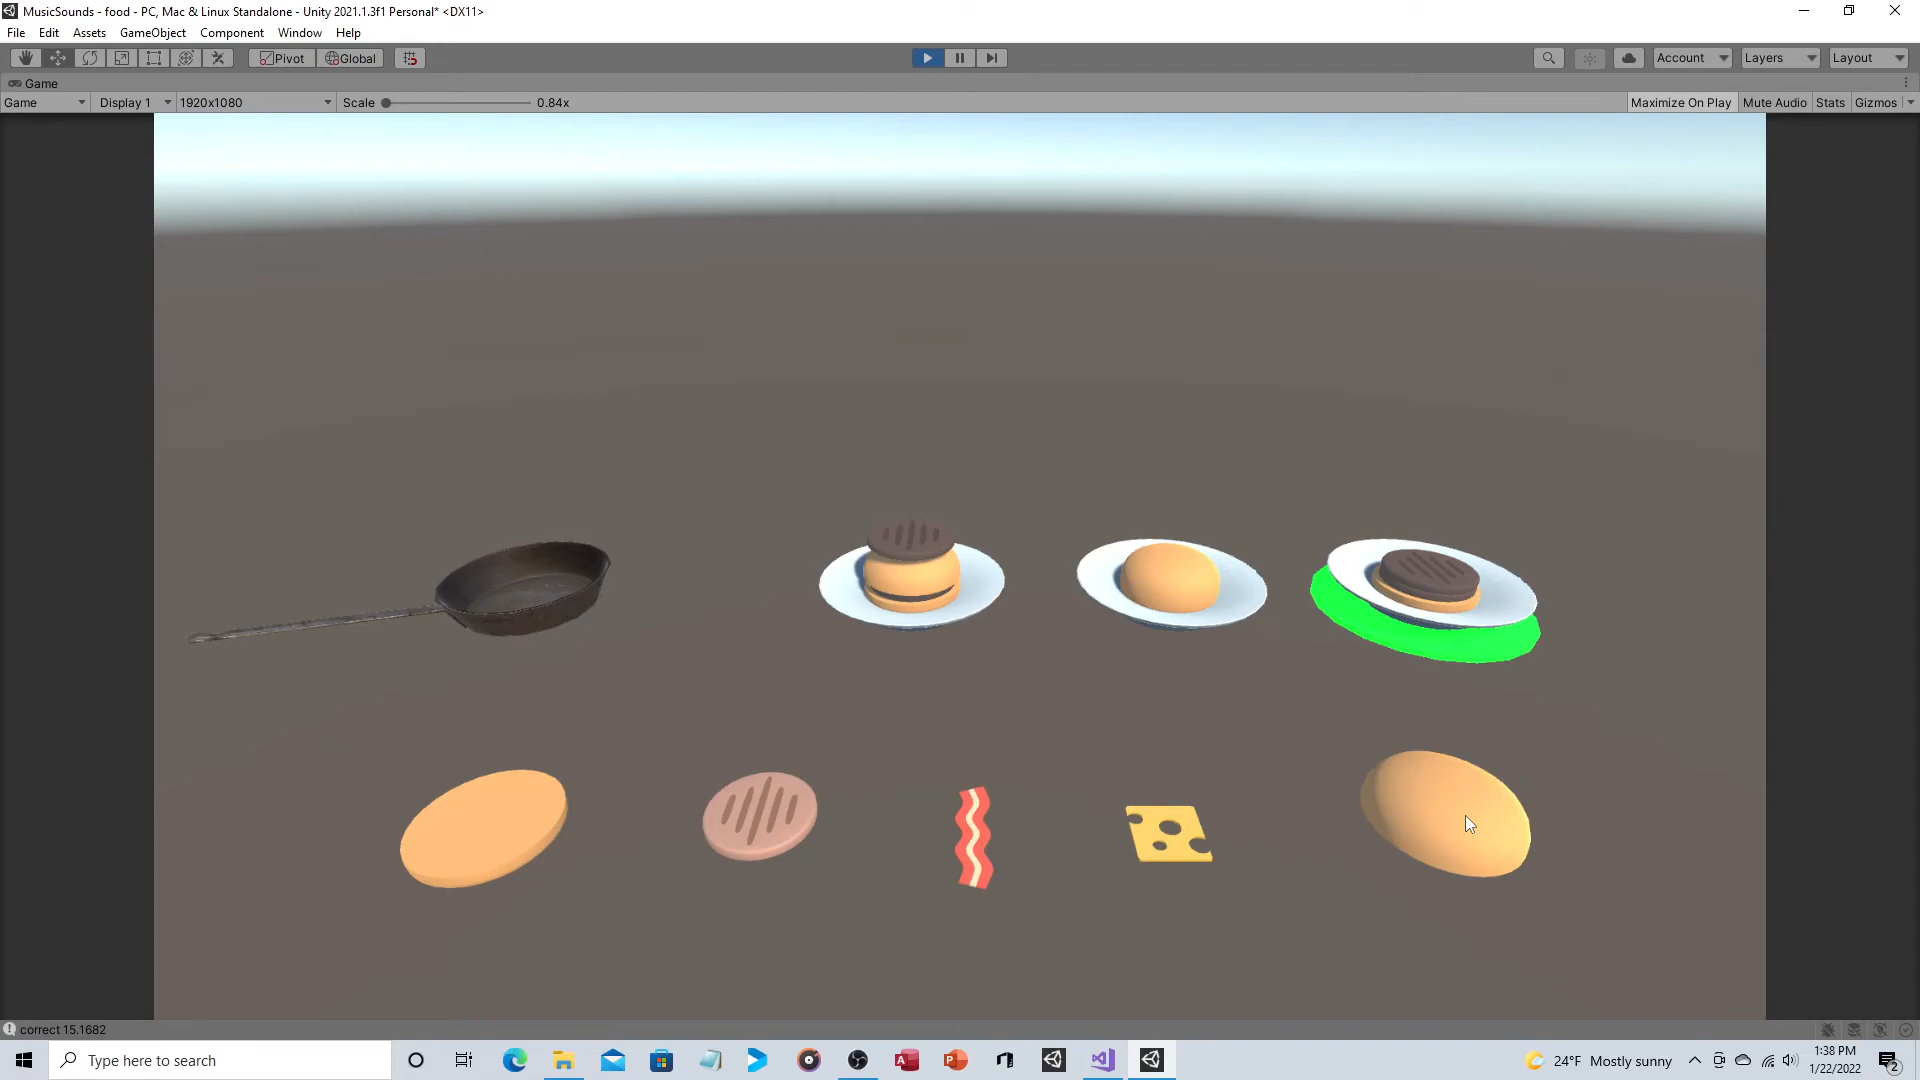 MusicSounds - food - PC, Mac & Linux Standalone - Unity 2021.1.3f1 Personal* <DX11>
File Edit Assets GameObject Component Window Help
Pivot Global Account Layers Layout
Game
Game Display 1 1920x1080 Scale 0.84x Maximize On Play Mute Audio Stats Gizmos
correct 15.1682
Type here to search
24°F Mostly sunny
1:38 PM
1/22/2022
2